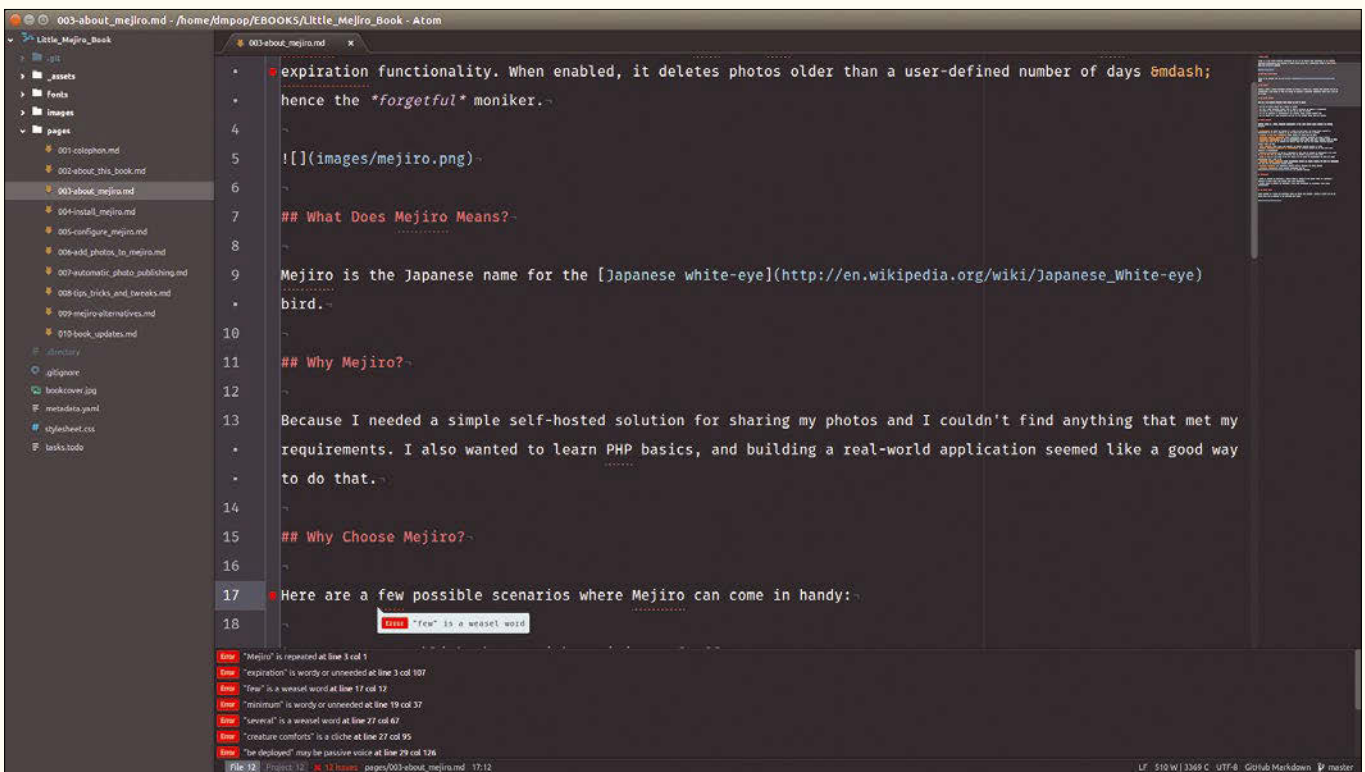 003-about_mejiro.md - /home/dmpop/EBOOKS/Little_Mejiro_Book - Atom
Little_Mejiro_Book
.git
_assets
fonts
images
pages
001-colophon.md
002-about_this_book.md
003-about_mejiro.md
004-install_mejiro.md
005-configure_mejiro.md
006-add_photos_to_mejiro.md
007-automatic_photo_publishing.md
008-tips_tricks_and_tweaks.md
009-mejiro-alternatives.md
010-book_updates.md
.directory
.gitignore
bookcover.jpg
metadata.yaml
stylesheet.css
tasks.todo
003-about_mejiro.md x
expiration functionality. When enabled, it deletes photos older than a user-defined number of days &mdash;
hence the *forgetful* moniker.¬
4 ¬
5 ![](images/mejiro.png)¬
6 ¬
7 ## What Does Mejiro Means?¬
8 ¬
9 Mejiro is the Japanese name for the [Japanese white-eye](http://en.wikipedia.org/wiki/Japanese_White-eye)
bird.¬
10 ¬
11 ## Why Mejiro?¬
12 ¬
13 Because I needed a simple self-hosted solution for sharing my photos and I couldn't find anything that met my
requirements. I also wanted to learn PHP basics, and building a real-world application seemed like a good way
to do that.¬
14 ¬
15 ## Why Choose Mejiro?¬
16 ¬
17 Here are a few possible scenarios where Mejiro can come in handy:¬
18 ¬
Error "few" is a weasel word
Error "Mejiro" is repeated at line 3 col 1
Error "expiration" is wordy or unneeded at line 3 col 107
Error "few" is a weasel word at line 17 col 12
Error "minimum" is wordy or unneeded at line 19 col 37
Error "several" is a weasel word at line 27 col 67
Error "creature comforts" is a cliche at line 27 col 95
Error "be deployed" may be passive voice at line 29 col 126
File 12 Project 12 12 Issues pages/003-about_mejiro.md 17:12 LF 510 W | 3369 C UTF-8 GitHub Markdown master